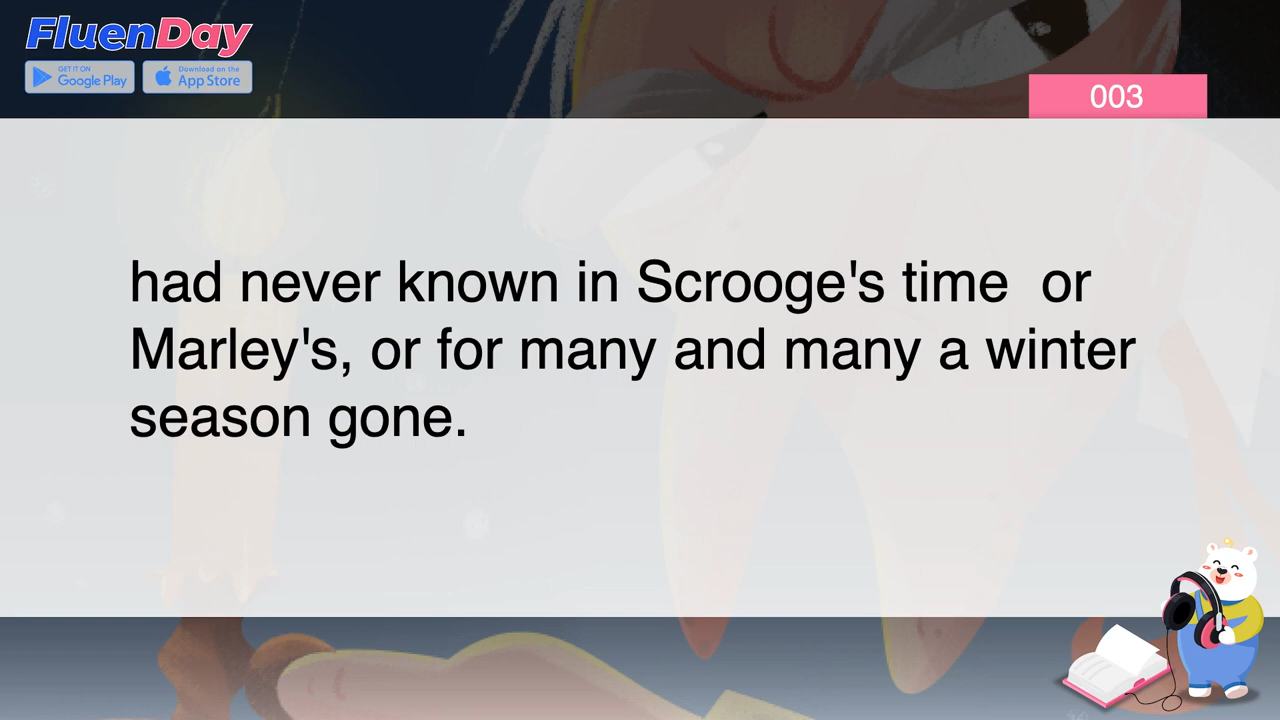 FluenDay
GET IT ON
Google Play
Download on the
App Store
003
had never known in Scrooge's time  or
Marley's, or for many and many a winter
season gone.